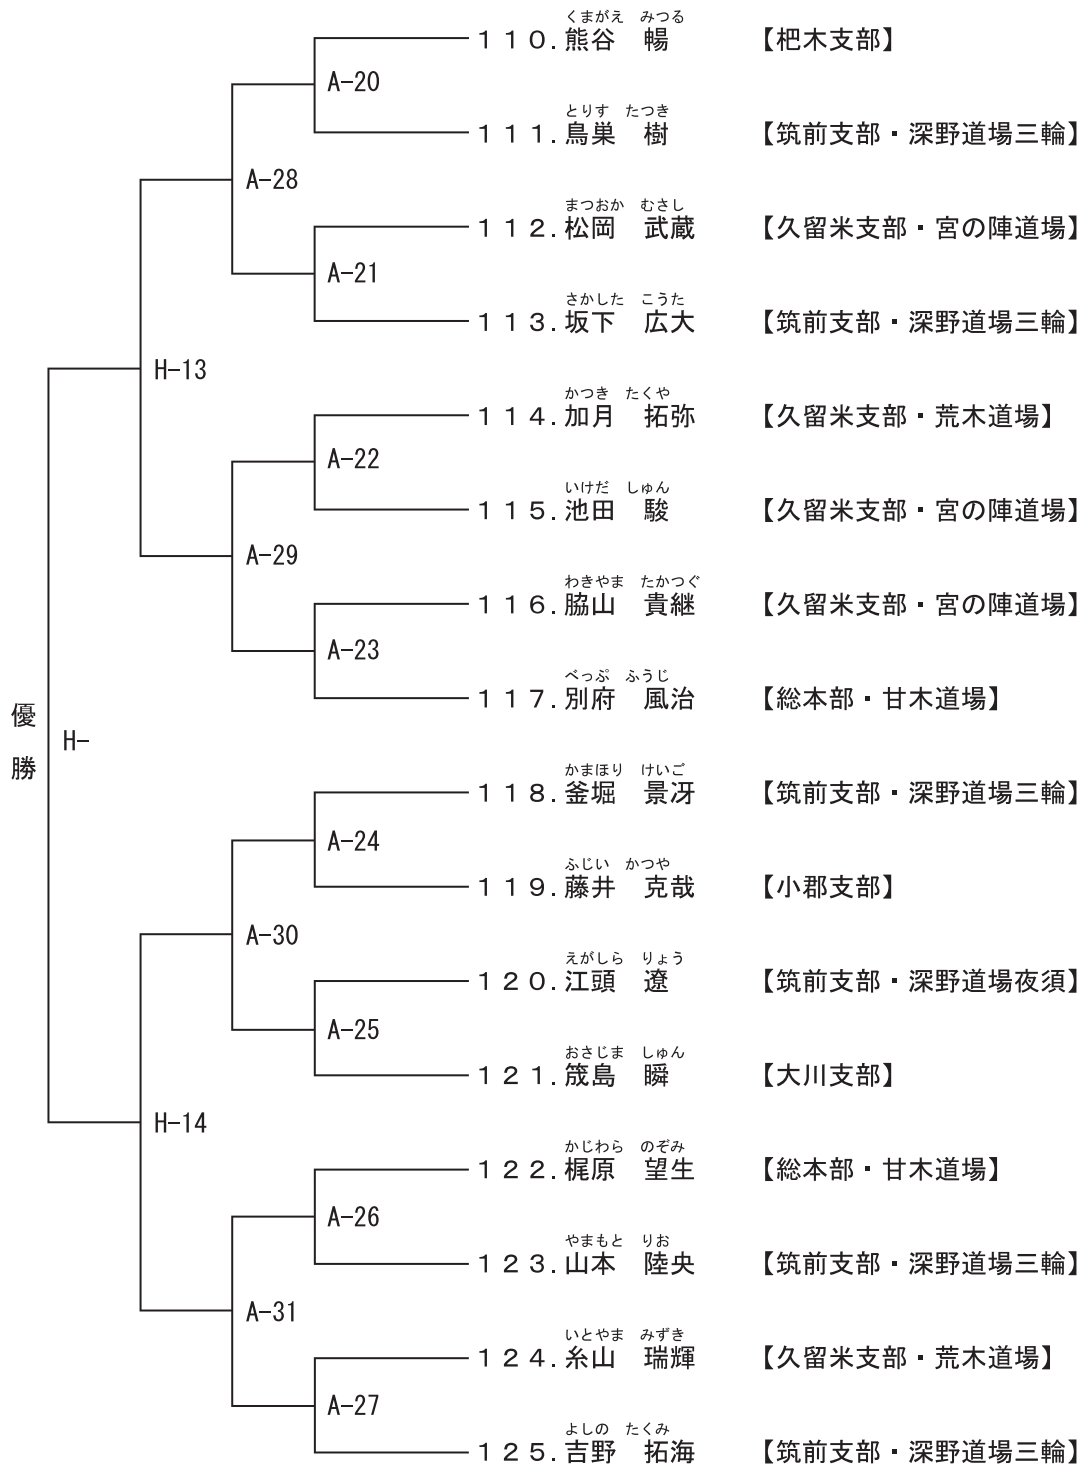 くまがえ　みつる
１１０.熊谷　暢　【杷木支部】
A-20
とりす　たつき
１１１.鳥巣　樹　【筑前支部・深野道場三輪】
A-28
まつおか　むさし
１１２.松岡　武蔵　【久留米支部・宮の陣道場】
A-21
さかした　こうた
１１３.坂下　広大　【筑前支部・深野道場三輪】
H-13
かつき　たくや
１１４.加月　拓弥　【久留米支部・荒木道場】
A-22
いけだ　しゅん
１１５.池田　駿　【久留米支部・宮の陣道場】
A-29
わきやま　たかつぐ
１１６.脇山　貴継　【久留米支部・宮の陣道場】
A-23
べっぷ　ふうじ
１１７.別府　風治　【総本部・甘木道場】
優勝
H-
かまほり　けいご
１１８.釜堀　景冴　【筑前支部・深野道場三輪】
A-24
ふじい　かつや
１１９.藤井　克哉　【小郡支部】
A-30
えがしら　りょう
１２０.江頭　遼　【筑前支部・深野道場夜須】
A-25
おさじま　しゅん
１２１.筬島　瞬　【大川支部】
H-14
かじわら　のぞみ
１２２.梶原　望生　【総本部・甘木道場】
A-26
やまもと　りお
１２３.山本　陸央　【筑前支部・深野道場三輪】
A-31
いとやま　みずき
１２４.糸山　瑞輝　【久留米支部・荒木道場】
A-27
よしの　たくみ
１２５.吉野　拓海　【筑前支部・深野道場三輪】